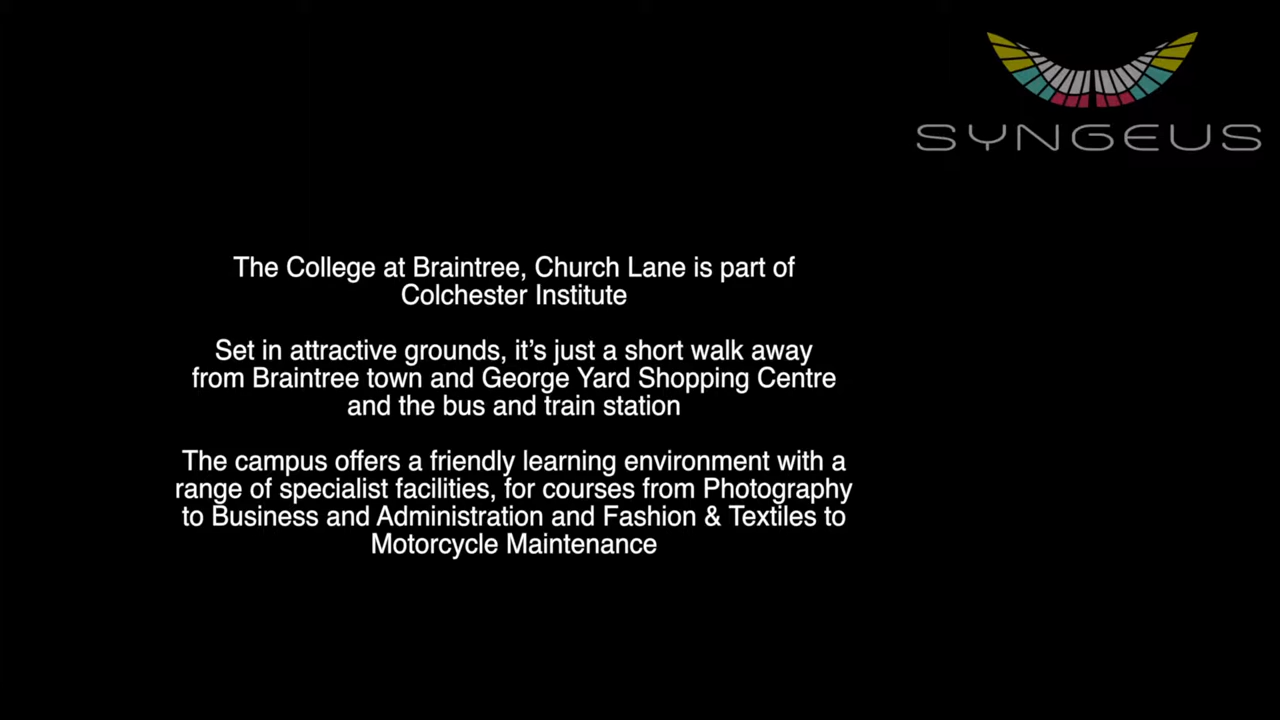 SYNGEUS
The College at Braintree, Church Lane is part of
Colchester Institute
Set in attractive grounds, it’s just a short walk away
from Braintree town and George Yard Shopping Centre
and the bus and train station
The campus offers a friendly learning environment with a
range of specialist facilities, for courses from Photography
to Business and Administration and Fashion & Textiles to
Motorcycle Maintenance